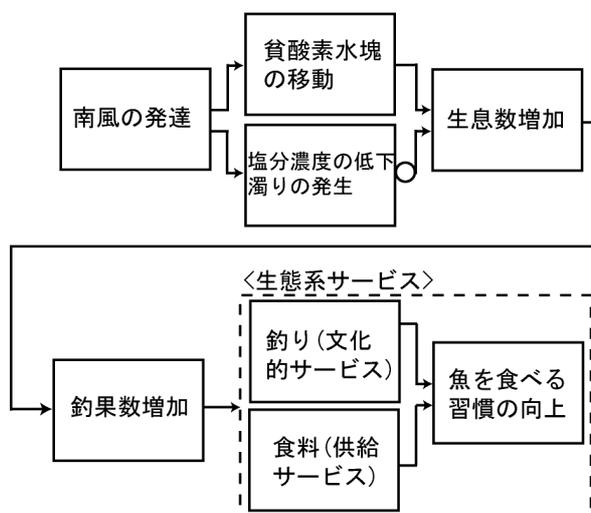 南風の発達
貧酸素水塊
の移動
塩分濃度の低下
濁りの発生
生息数増加
<生態系サービス>
釣果数増加
釣り(文化
的サービス)
食料(供給
サービス)
魚を食べる
習慣の向上